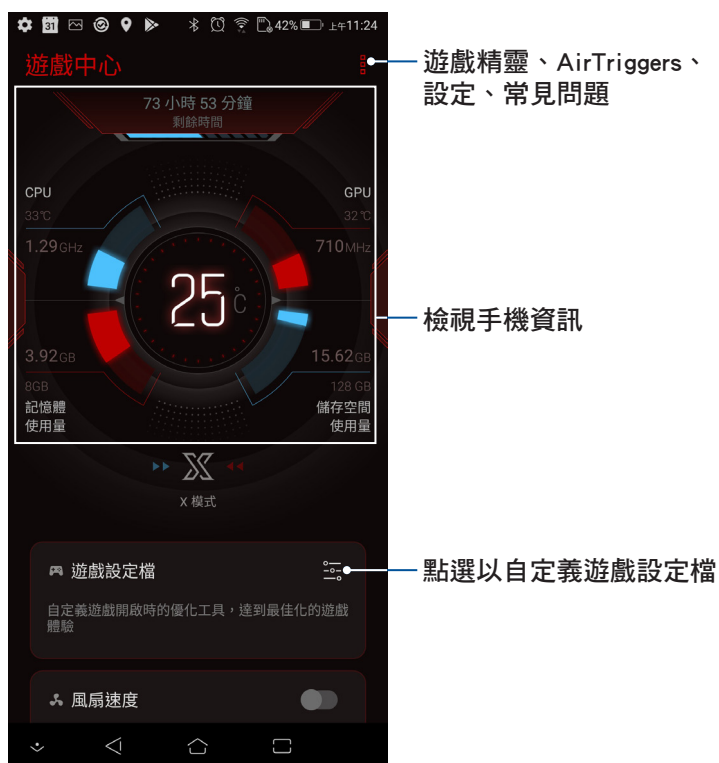 31 42% 上午11:24
遊戲中心
遊戲精靈、AirTriggers、
設定、常見問題
73 小時 53 分鐘
剩餘時間
CPU
GPU
33℃
32℃
1.29GHz
710MHz
25℃
檢視手機資訊
3.92GB
15.62GB
8GB
128 GB
記憶體
使用量
儲存空間
使用量
X
X 模式
遊戲設定檔
點選以自定義遊戲設定檔
自定義遊戲開啟時的優化工具，達到最佳化的遊戲
體驗
風扇速度